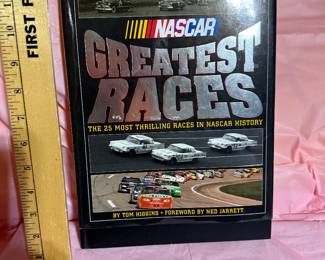 NASCAR
GREATEST
RACES
THE 25 MOST THRILLING RACES IN NASCAR HISTORY
BY TOM HIGGINS • FOREWORD BY NED JARRETT
FIRST F